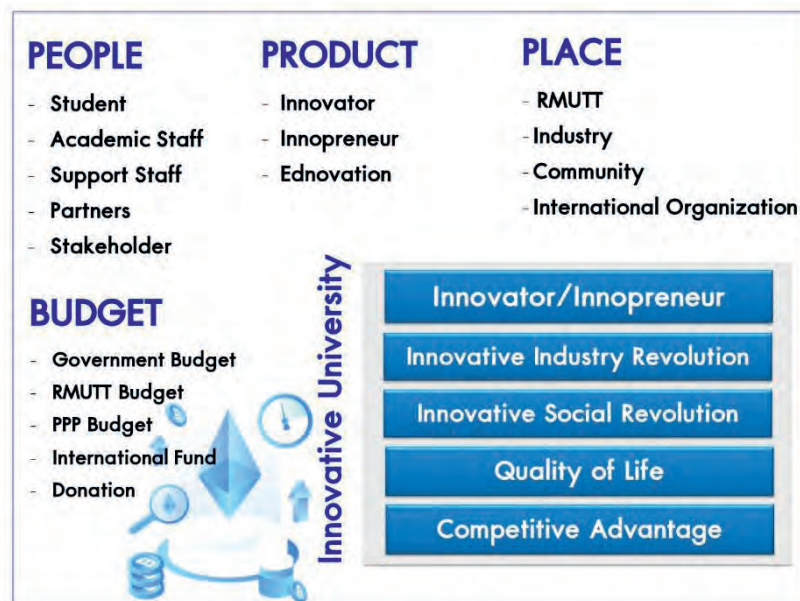 PEOPLE
- Student
- Academic Staff
- Support Staff
- Partners
- Stakeholder
PRODUCT
- Innovator
- Innopreneur
- Ednovation
PLACE
- RMUTT
- Industry
- Community
- International Organization
BUDGET
- Government Budget
- RMUTT Budget
- PPP Budget
- International Fund
- Donation
Innovative University
Innovator/Innopreneur
Innovative Industry Revolution
Innovative Social Revolution
Quality of Life
Competitive Advantage